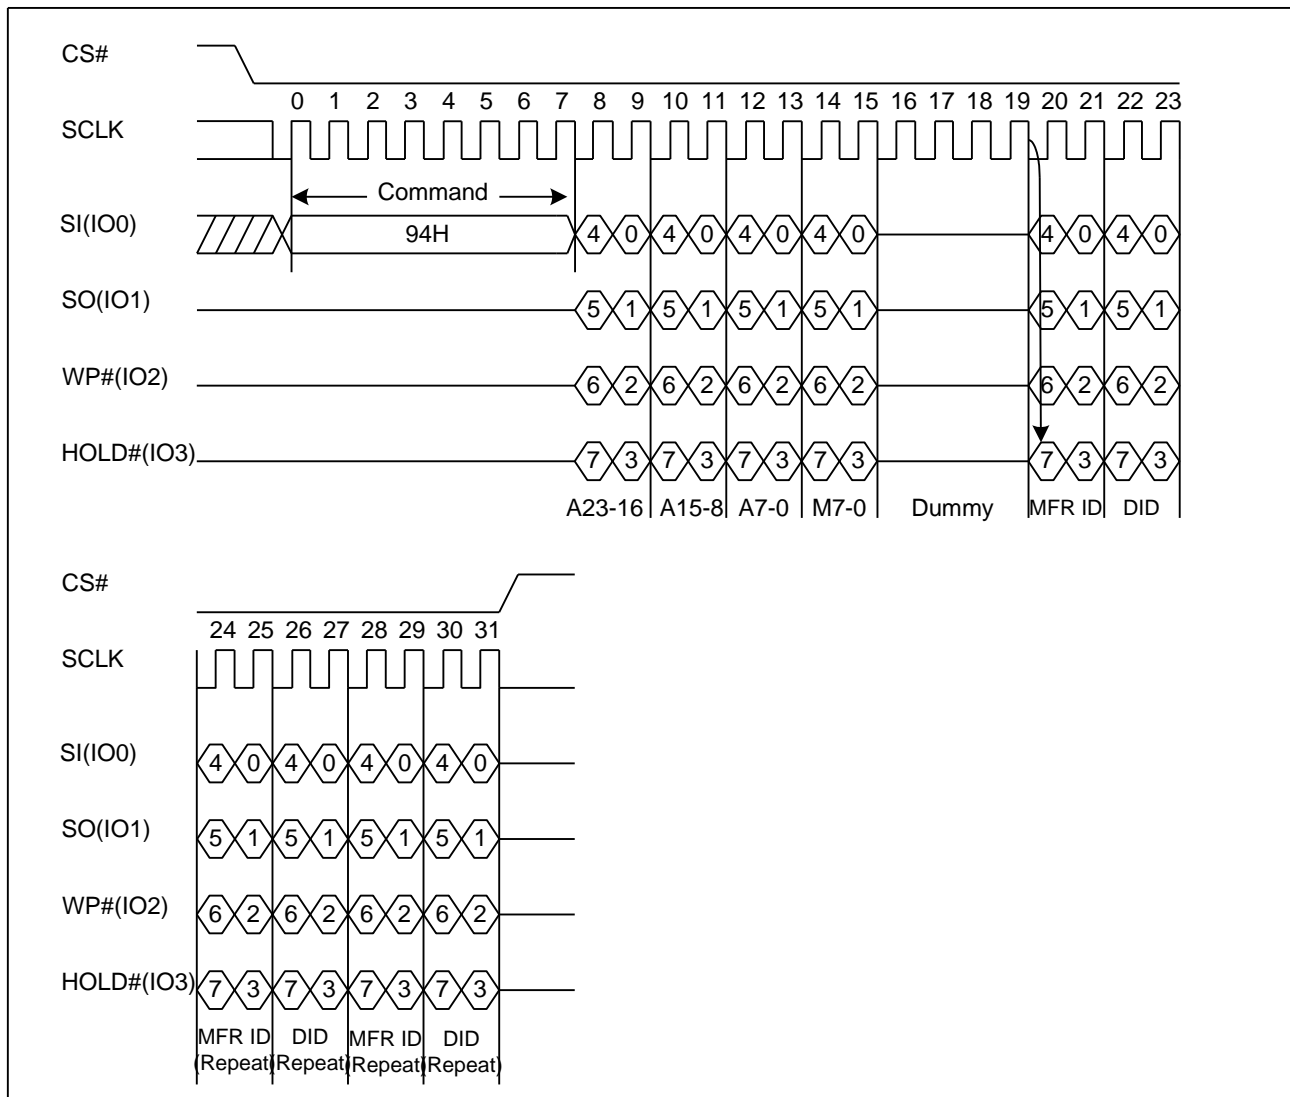 CS#
0 1 2 3 4 5 6 7 8 9 10 11 12 13 14 15 16 17 18 19 20 21 22 23
SCLK
Command
SI(IO0)
94H
4 0 4 0 4 0 4 0 4 0 4 0
SO(IO1)
5 1 5 1 5 1 5 1 5 1 5 1
WP#(IO2)
6 2 6 2 6 2 6 2 6 2 6 2
HOLD#(IO3)
7 3 7 3 7 3 7 3 7 3 7 3
A23-16 A15-8 A7-0 M7-0 Dummy MFR ID DID
CS#
24 25 26 27 28 29 30 31
SCLK
SI(IO0)
4 0 4 0 4 0 4 0
SO(IO1)
5 1 5 1 5 1 5 1
WP#(IO2)
6 2 6 2 6 2 6 2
HOLD#(IO3)
7 3 7 3 7 3 7 3
MFR ID DID MFR ID DID
(Repeat) (Repeat) (Repeat) (Repeat)